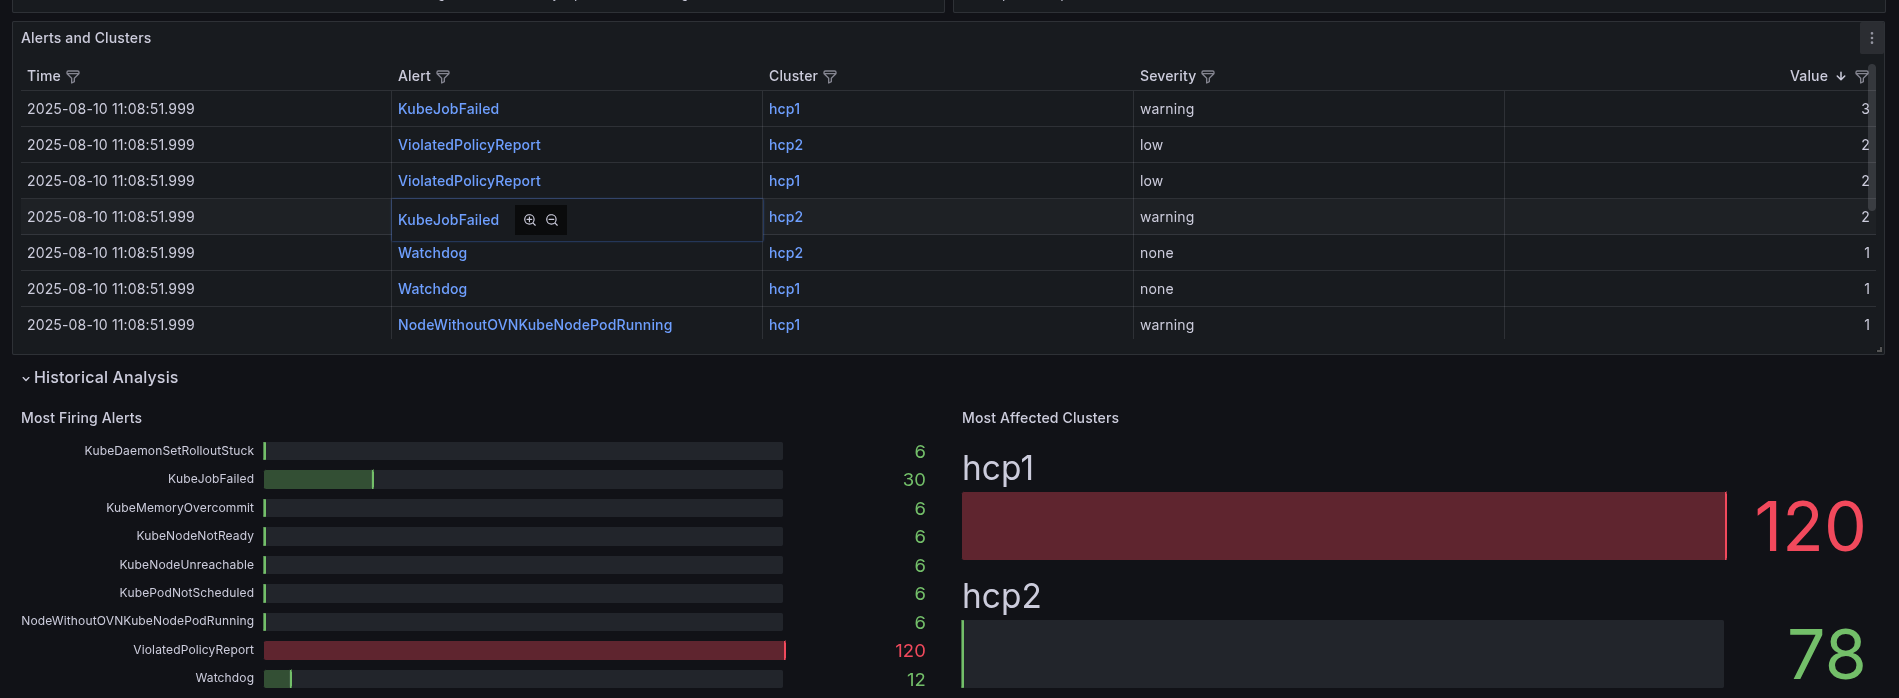 Alerts and Clusters
Time Alert Cluster Severity Value
2025-08-10 11:08:51.999 KubeJobFailed hcp1 warning 3
2025-08-10 11:08:51.999 ViolatedPolicyReport hcp2 low 2
2025-08-10 11:08:51.999 ViolatedPolicyReport hcp1 low 2
2025-08-10 11:08:51.999 KubeJobFailed hcp2 warning 2
2025-08-10 11:08:51.999 Watchdog hcp2 none 1
2025-08-10 11:08:51.999 Watchdog hcp1 none 1
2025-08-10 11:08:51.999 NodeWithoutOVNKubeNodePodRunning hcp1 warning 1
Historical Analysis
Most Firing Alerts
KubeDaemonSetRolloutStuck 6
KubeJobFailed 30
KubeMemoryOvercommit 6
KubeNodeNotReady 6
KubeNodeUnreachable 6
KubePodNotScheduled 6
NodeWithoutOVNKubeNodePodRunning 6
ViolatedPolicyReport 120
Watchdog 12
Most Affected Clusters
hcp1
120
hcp2
78